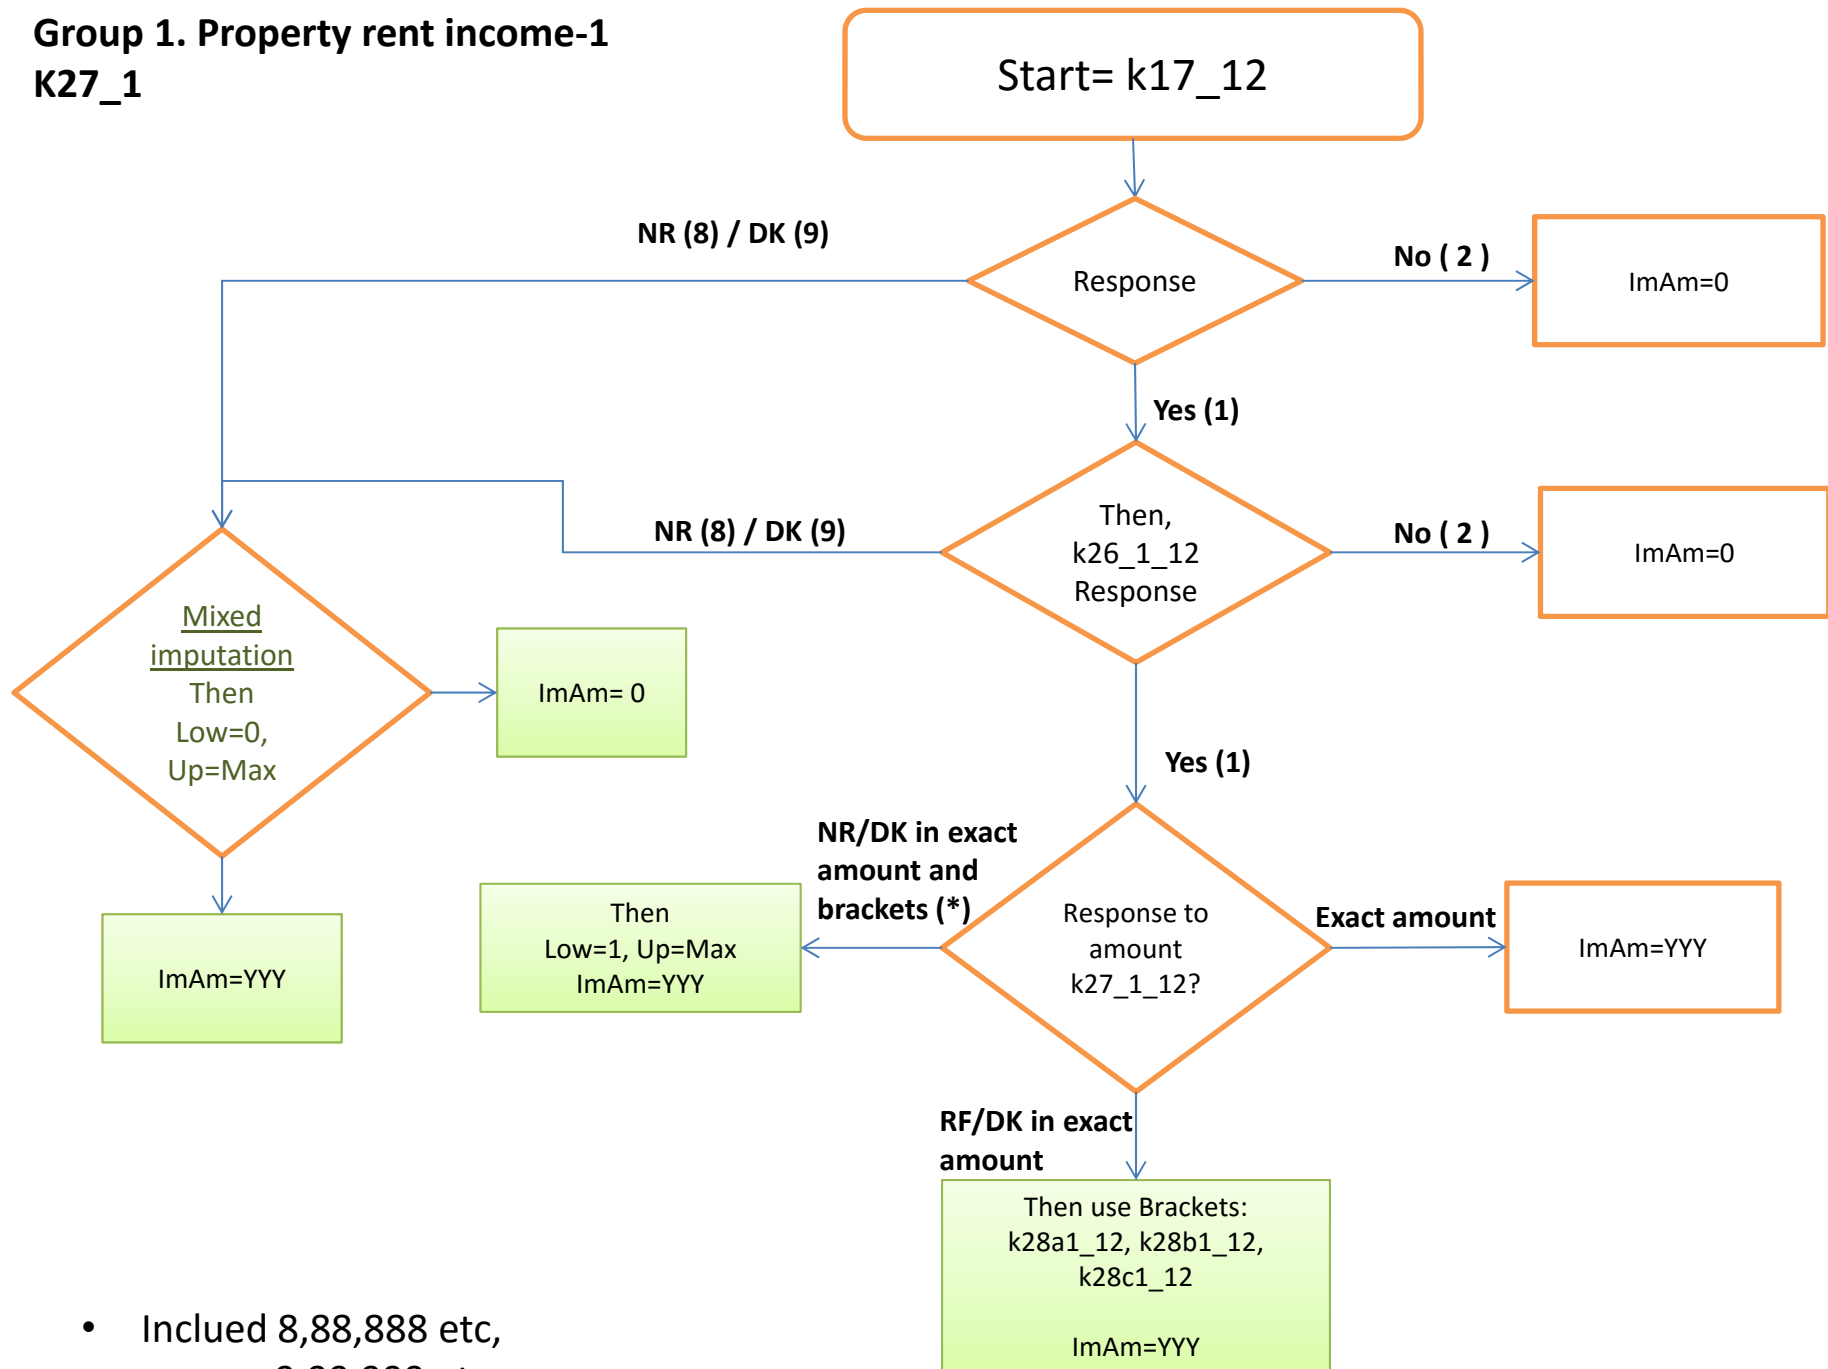 Group 1. Property rent income-1
K27_1
Start= k17_12
NR (8) / DK (9)
Response
No ( 2 )
ImAm=0
Yes (1)
NR (8) / DK (9)
Then,
k26_1_12
Response
No ( 2 )
ImAm=0
Mixed
imputation
Then
Low=0,
Up=Max
ImAm= 0
Yes (1)
NR/DK in exact
amount and
brackets (*)
Then
Low=1, Up=Max
ImAm=YYY
Response to
amount
k27_1_12?
Exact amount
ImAm=YYY
ImAm=YYY
RF/DK in exact
amount
Then use Brackets:
k28a1_12, k28b1_12,
k28c1_12
ImAm=YYY
• Inclued 8,88,888 etc,